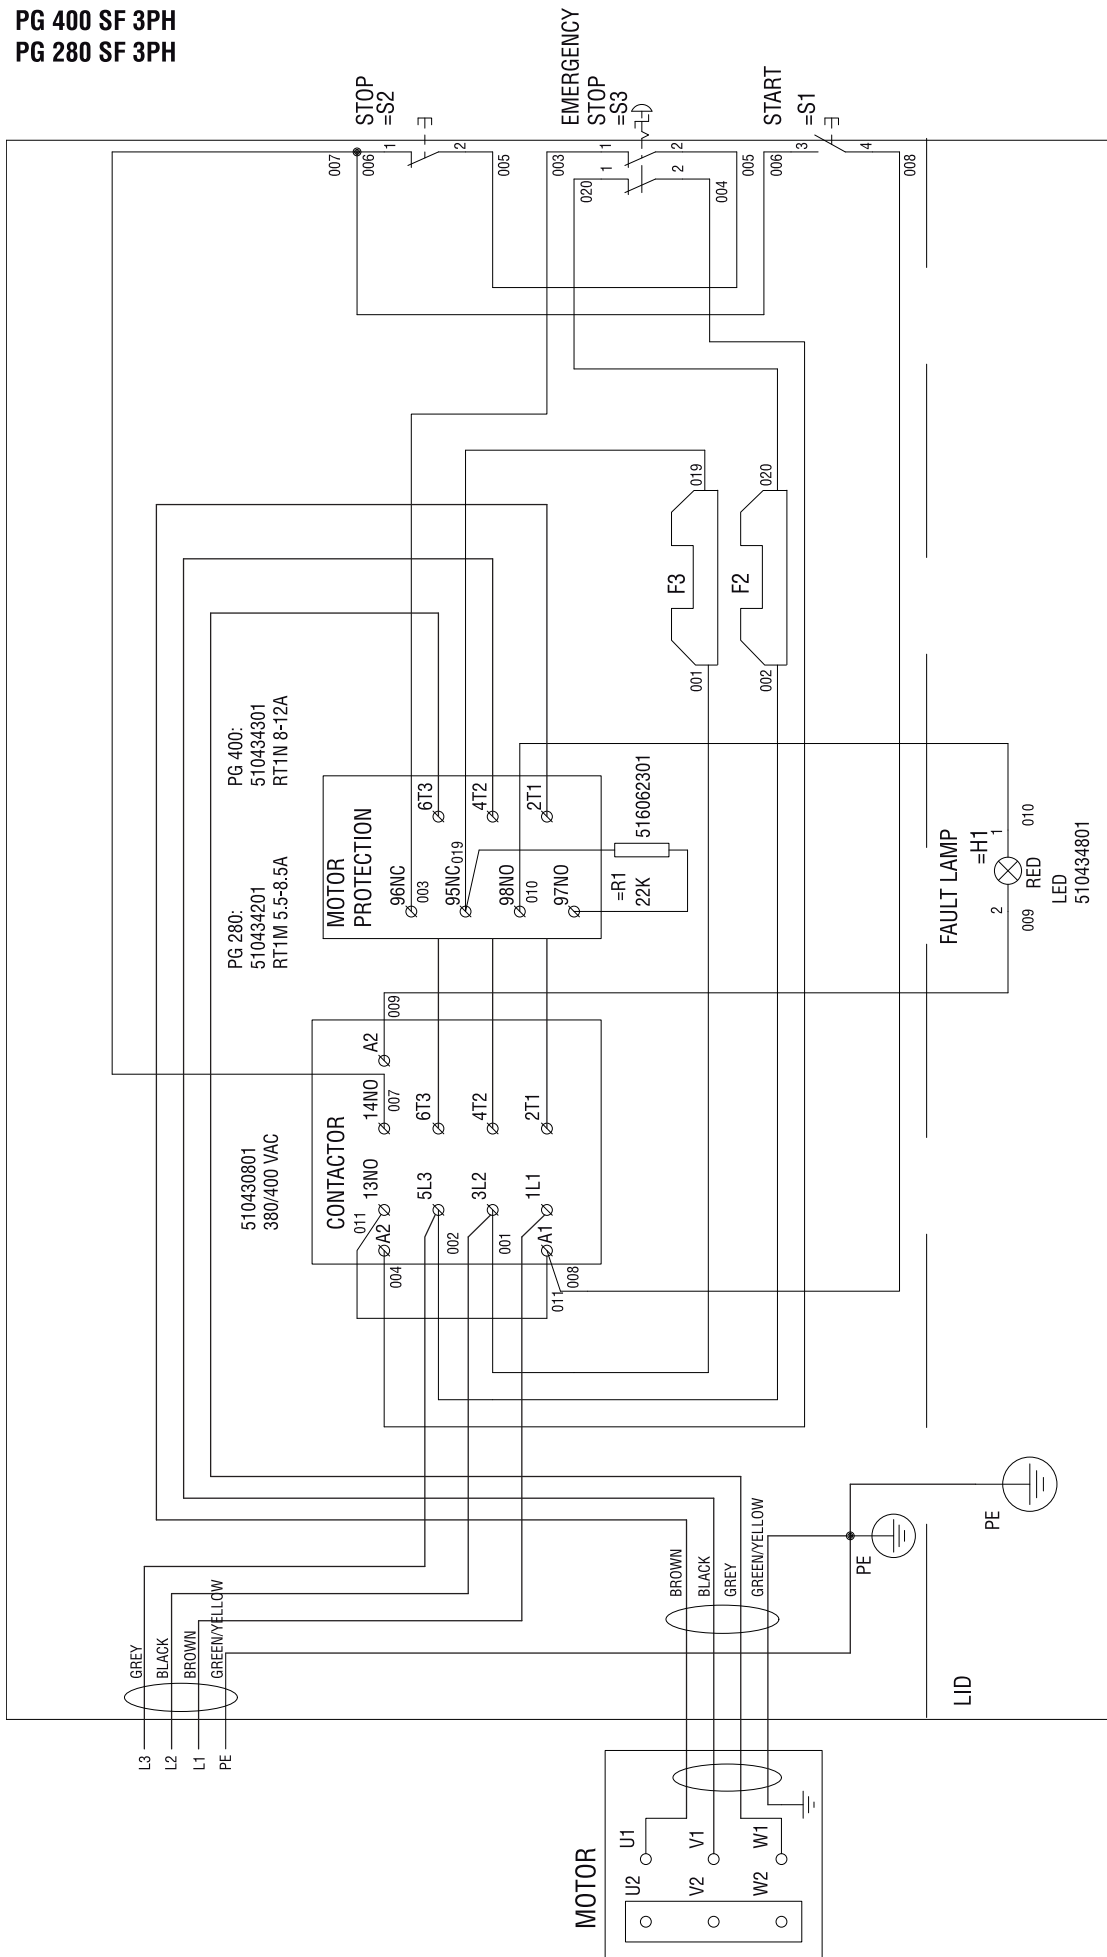 PG 400 SF 3PH
PG 280 SF 3PH
STOP
=S2
EMERGENCY
STOP
=S3
START
=S1
007
006
1
2
005
003
1
2
005
020
1
2
004
006
3
4
008
019
020
F3
F2
001
002
PG 400:
510434301
RT1N 8-12A
PG 280:
510434201
RT1M 5.5-8.5A
MOTOR
PROTECTION
96NC
003
95NC
019
98NO
010
97NO
6T3
4T2
2T1
=R1
22K
516062301
FAULT LAMP
=H1
1
2
010
009
RED
LED
510434801
510430801
380/400 VAC
CONTACTOR
A2
009
14NO
007
13NO
011
A2
004
6T3
4T2
2T1
5L3
002
3L2
001
1L1
A1
011
008
GREY
BLACK
BROWN
GREEN/YELLOW
L3
L2
L1
PE
BROWN
BLACK
GREY
GREEN/YELLOW
PE
PE
LID
MOTOR
U1
V1
W1
U2
V2
W2